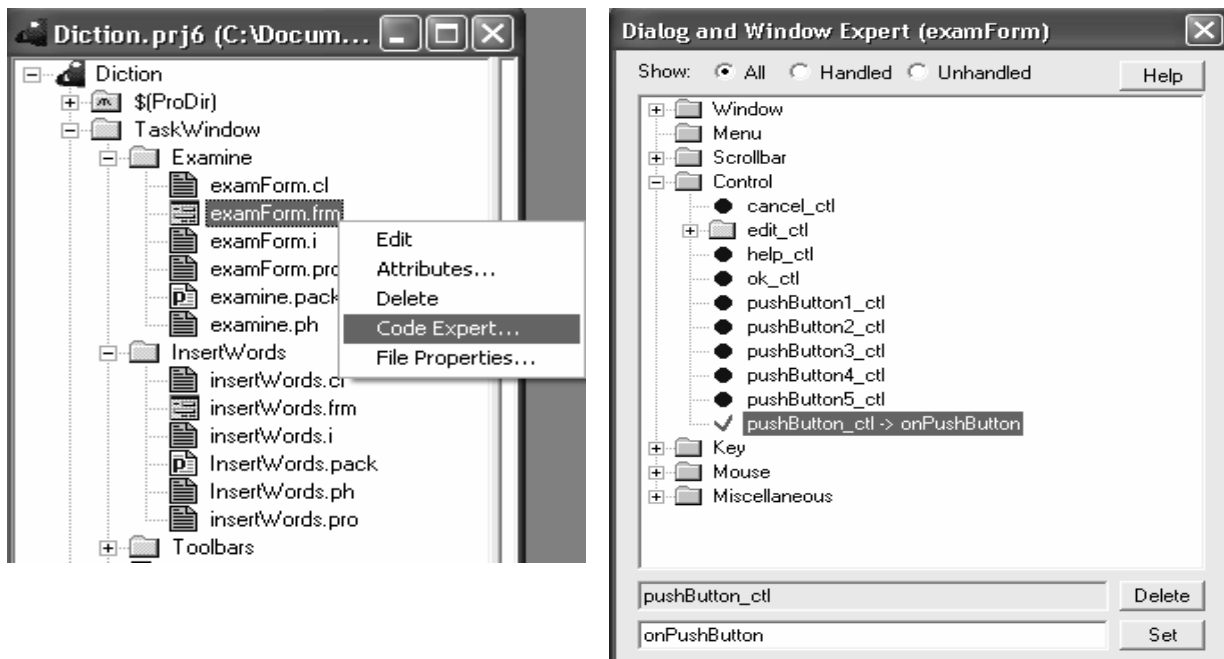 Diction.prj6 (C:\Docum...
Diction
$(ProDir)
TaskWindow
Examine
examForm.cl
examForm.frm
examForm.i
examForm.pro
examine.pack
examine.ph
InsertWords
insertWords.cl
insertWords.frm
insertWords.i
InsertWords.pack
InsertWords.ph
insertWords.pro
Toolbars
Edit
Attributes...
Delete
Code Expert...
File Properties...
Dialog and Window Expert (examForm)
Show: All Handled Unhandled Help
Window
Menu
Scrollbar
Control
cancel_ctl
edit_ctl
help_ctl
ok_ctl
pushButton1_ctl
pushButton2_ctl
pushButton3_ctl
pushButton4_ctl
pushButton5_ctl
pushButton_ctl -> onPushButton
Key
Mouse
Miscellaneous
pushButton_ctl Delete
onPushButton Set